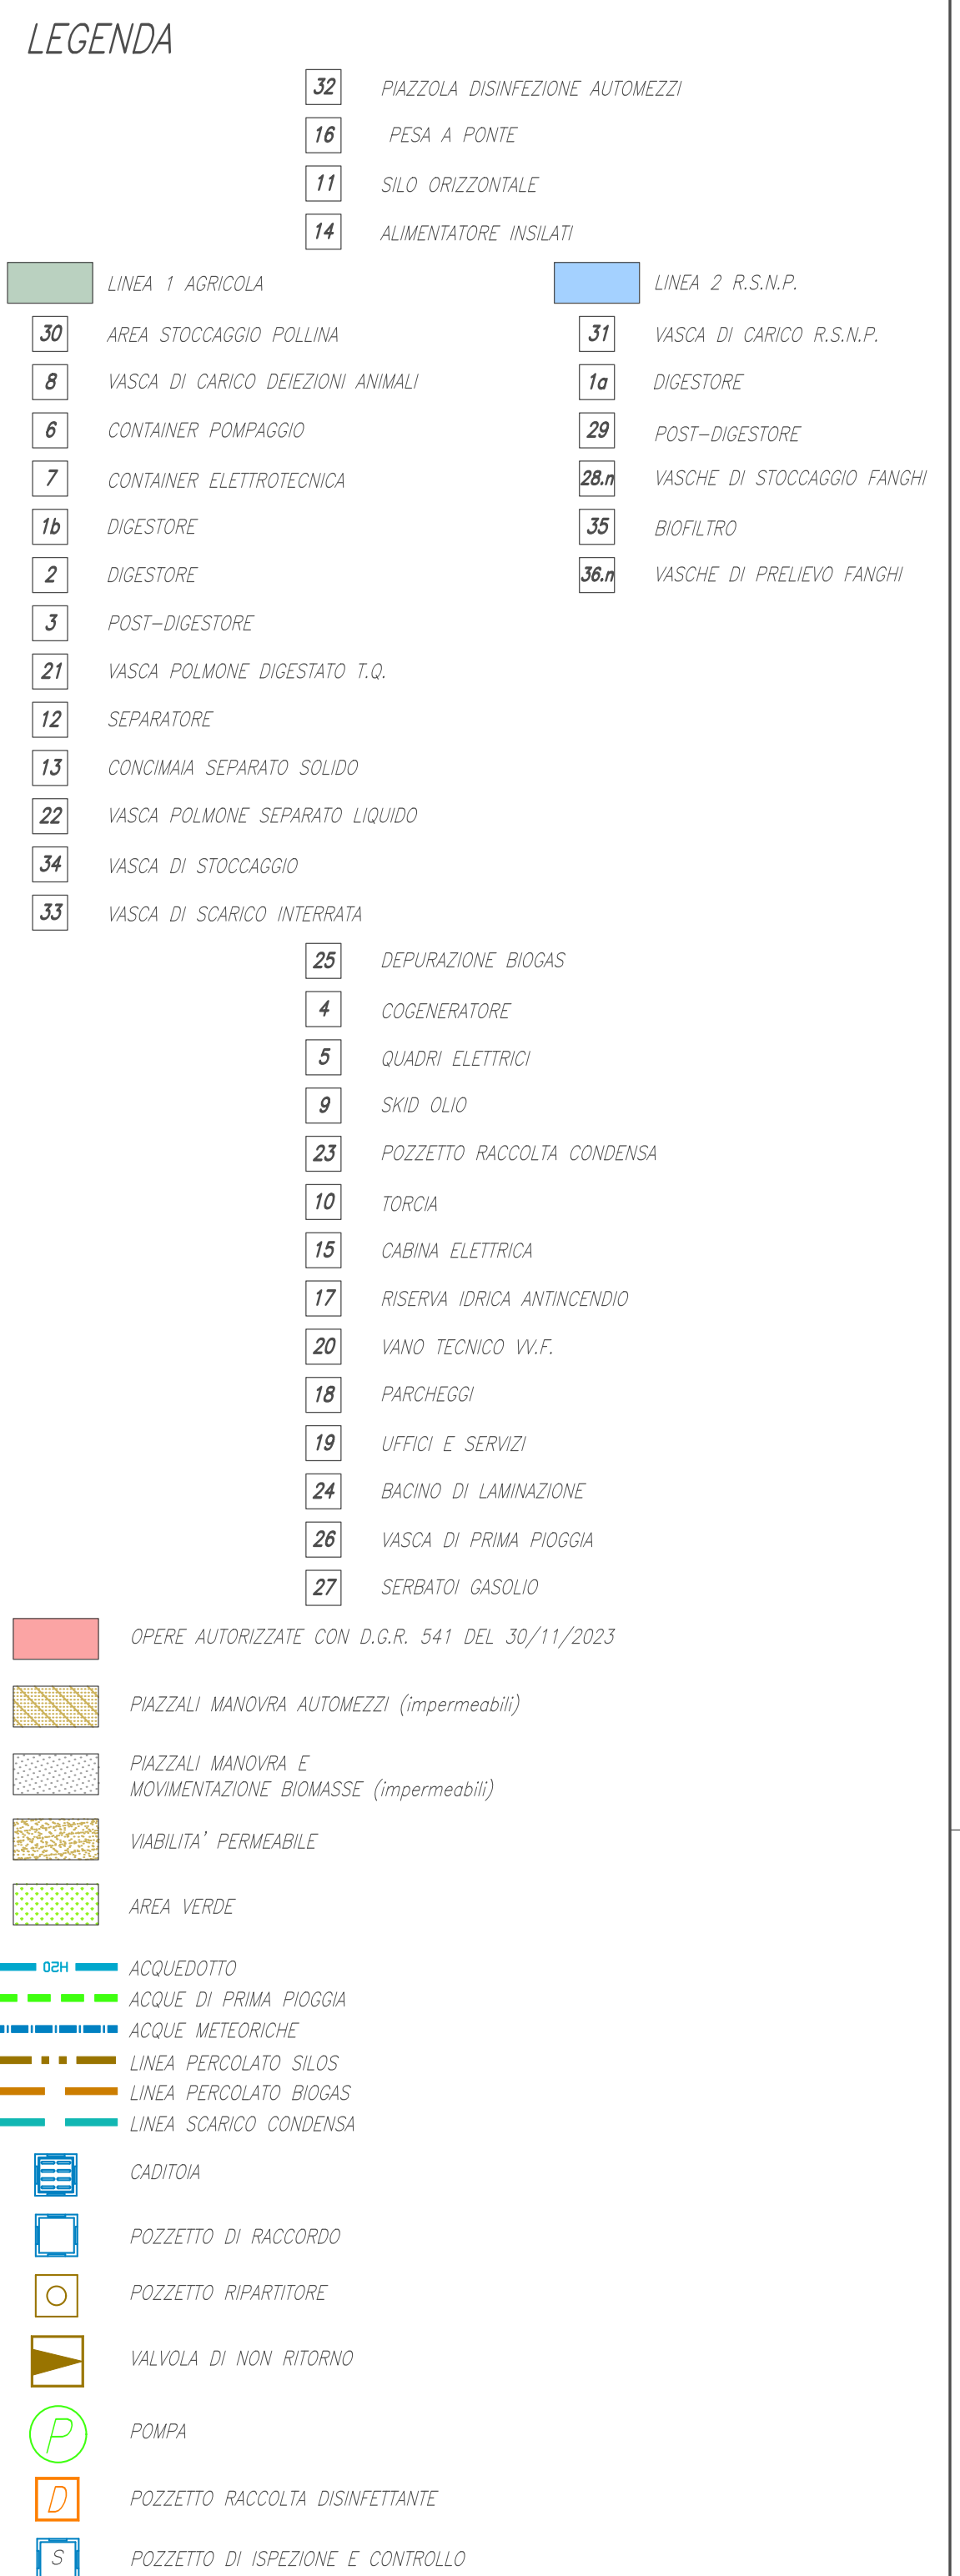 LEGENDA
32 PIAZZOLA DISINFEZIONE AUTOMEZZI
16 PESA A PONTE
11 SILO ORIZZONTALE
14 ALIMENTATORE INSILATI
LINEA 1 AGRICOLA
30 AREA STOCCAGGIO POLLINA
8 VASCA DI CARICO DEIEZIONI ANIMALI
6 CONTAINER POMPAGGIO
7 CONTAINER ELETTROTECNICA
1b DIGESTORE
2 DIGESTORE
3 POST-DIGESTORE
21 VASCA POLMONE DIGESTATO T.Q.
12 SEPARATORE
13 CONCIMAIA SEPARATO SOLIDO
22 VASCA POLMONE SEPARATO LIQUIDO
34 VASCA DI STOCCAGGIO
33 VASCA DI SCARICO INTERRATA
LINEA 2 R.S.N.P.
31 VASCA DI CARICO R.S.N.P.
1a DIGESTORE
29 POST-DIGESTORE
28.n VASCHE DI STOCCAGGIO FANGHI
35 BIOFILTRO
36.n VASCHE DI PRELIEVO FANGHI
25 DEPURAZIONE BIOGAS
4 COGENERATORE
5 QUADRI ELETTRICI
9 SKID OLIO
23 POZZETTO RACCOLTA CONDENSA
10 TORCIA
15 CABINA ELETTRICA
17 RISERVA IDRICA ANTINCENDIO
20 VANO TECNICO VV.F.
18 PARCHEGGI
19 UFFICI E SERVIZI
24 BACINO DI LAMINAZIONE
26 VASCA DI PRIMA PIOGGIA
27 SERBATOI GASOLIO
OPERE AUTORIZZATE CON D.G.R. 541 DEL 30/11/2023
PIAZZALI MANOVRA AUTOMEZZI (impermeabili)
PIAZZALI MANOVRA E
MOVIMENTAZIONE BIOMASSE (impermeabili)
VIABILITA' PERMEABILE
AREA VERDE
H2O ACQUEDOTTO
ACQUE DI PRIMA PIOGGIA
ACQUE METEORICHE
LINEA PERCOLATO SILOS
LINEA PERCOLATO BIOGAS
LINEA SCARICO CONDENSA
CADITOIA
POZZETTO DI RACCORDO
POZZETTO RIPARTITORE
VALVOLA DI NON RITORNO
P POMPA
D POZZETTO RACCOLTA DISINFETTANTE
S POZZETTO DI ISPEZIONE E CONTROLLO